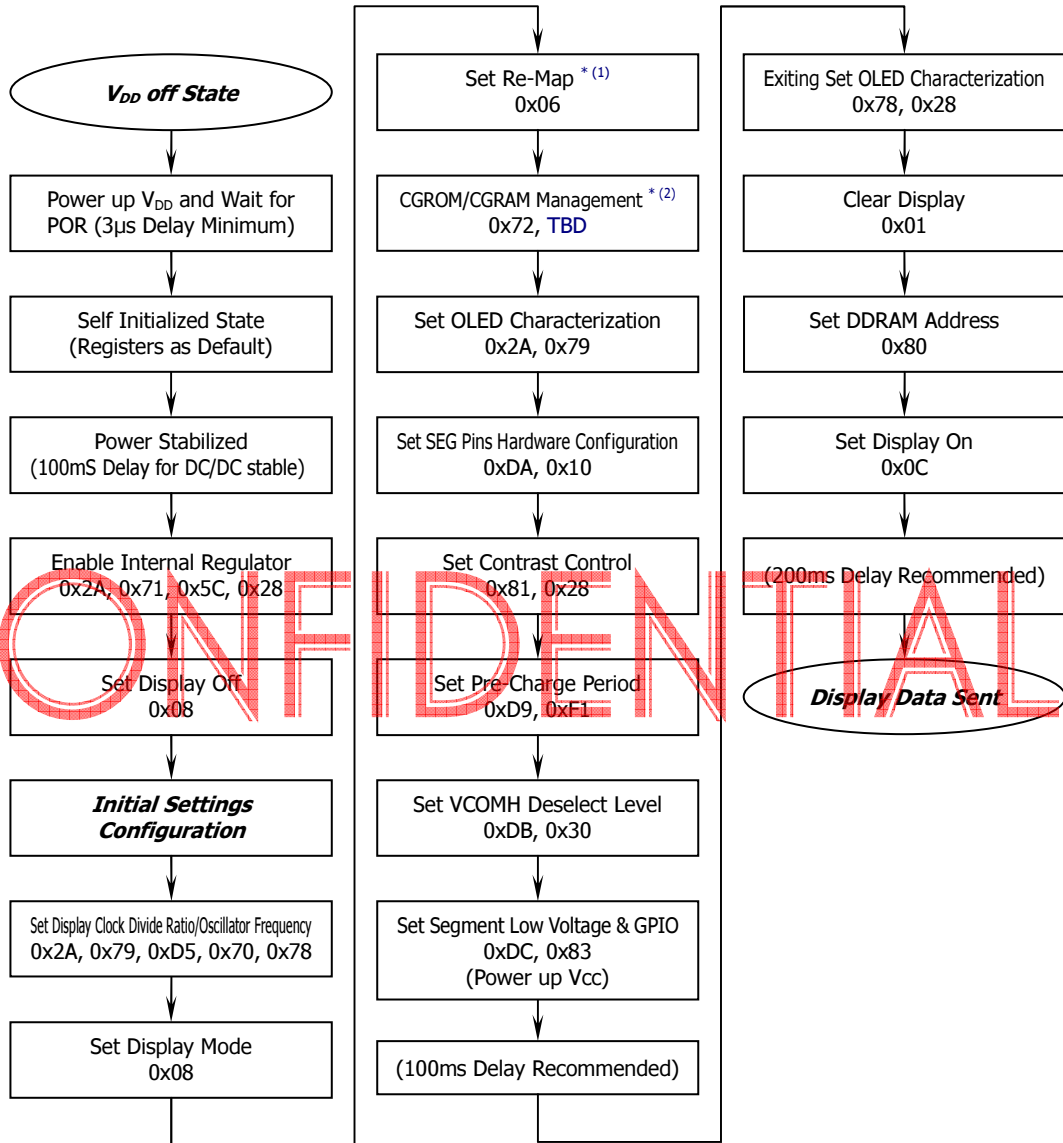 V_DD off State
Power up V_DD and Wait for
POR (3µs Delay Minimum)
Self Initialized State
(Registers as Default)
Power Stabilized
(100mS Delay for DC/DC stable)
Enable Internal Regulator
0x2A, 0x71, 0x5C, 0x28
Set Display Off
0x08
Initial Settings
Configuration
Set Display Clock Divide Ratio/Oscillator Frequency
0x2A, 0x79, 0xD5, 0x70, 0x78
Set Display Mode
0x08
Set Re-Map * (1)
0x06
CGROM/CGRAM Management * (2)
0x72, TBD
Set OLED Characterization
0x2A, 0x79
Set SEG Pins Hardware Configuration
0xDA, 0x10
Set Contrast Control
0x81, 0x28
Set Pre-Charge Period
0xD9, 0xF1
Set VCOMH Deselect Level
0xDB, 0x30
Set Segment Low Voltage & GPIO
0xDC, 0x83
(Power up Vcc)
(100ms Delay Recommended)
Exiting Set OLED Characterization
0x78, 0x28
Clear Display
0x01
Set DDRAM Address
0x80
Set Display On
0x0C
(200ms Delay Recommended)
Display Data Sent
ONFIDENTIAL